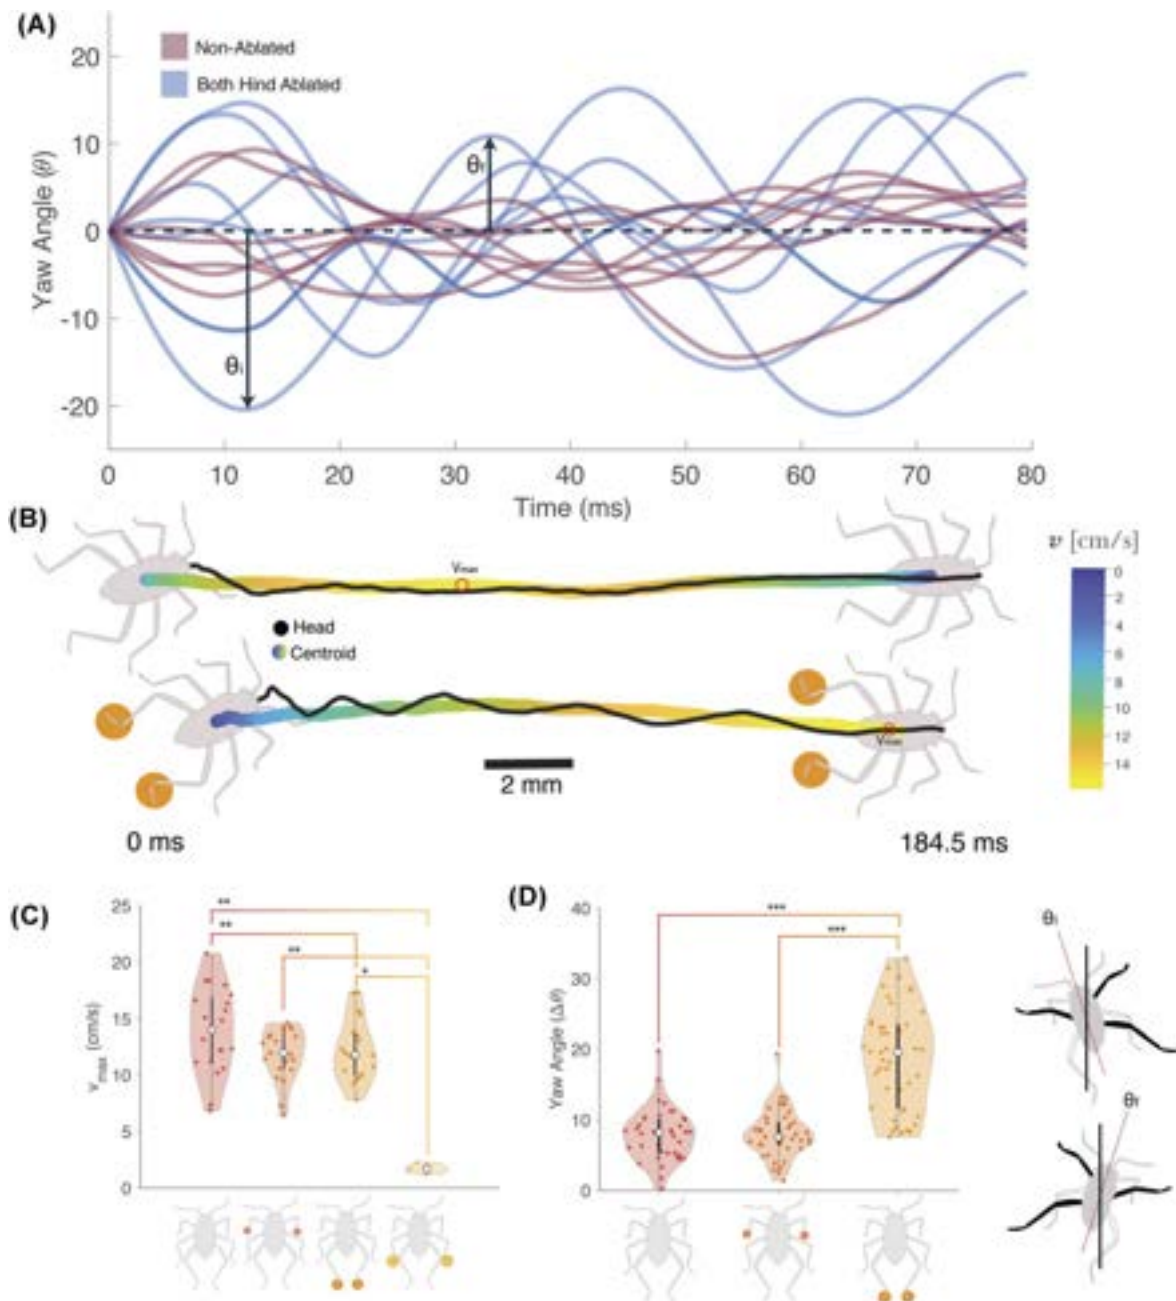 (A)
Non-Ablated
Both Hind Ablated
20
10
0
-10
-20
Yaw Angle (θ)
θi
θf
0 10 20 30 40 50 60 70 80
Time (ms)
(B)
vmax
Head
Centroid
vmax
2 mm
0 ms
184.5 ms
v [cm/s]
0
2
4
6
8
10
12
14
(C)
25
20
15
10
5
0
vmax (cm/s)
**
**
**
*
(D)
40
30
20
10
0
Yaw Angle (Δθ)
***
***
θi
θf